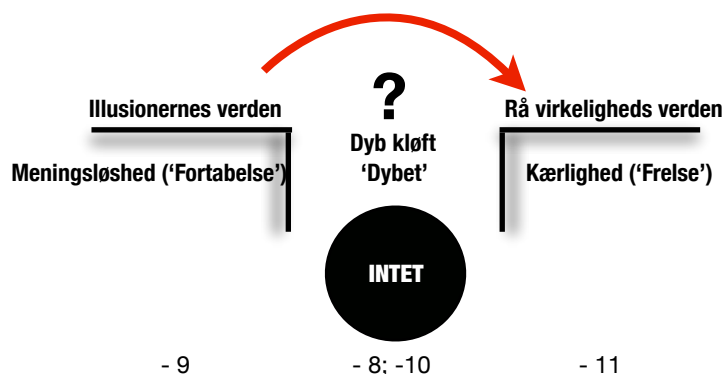 ?
Illusionernes verden
Rå virkeligheds verden
Dyb kløft
'Dybet'
Meningsløshed ('Fortabelse')
Kærlighed ('Frelse')
INTET
- 9
- 8; -10
- 11